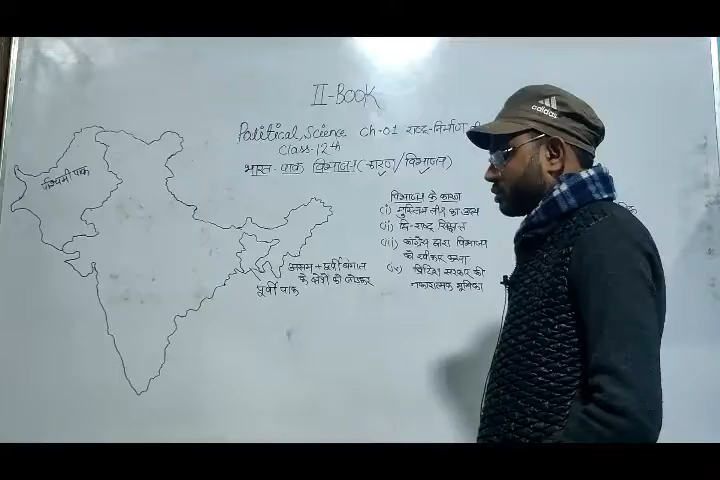 II-BOOK
Political Science Ch-01 राष्ट्र-निर्माण
Class-12th
भारत-पाक विभाजन (कारण/विभाजन)
पश्चिमी पाक
विभाजन के कारण
(i) मुस्लिम लीग का उदय
(ii) द्वि-राष्ट्र सिद्धान्त
(iii) कांग्रेस द्वारा विभाजन
को स्वीकार करना
(iv) ब्रिटिश सरकार की
नकारात्मक भूमिका
असम + पूर्वी बंगाल
के क्षेत्रों को जोड़कर
पूर्वी पाक
adidas